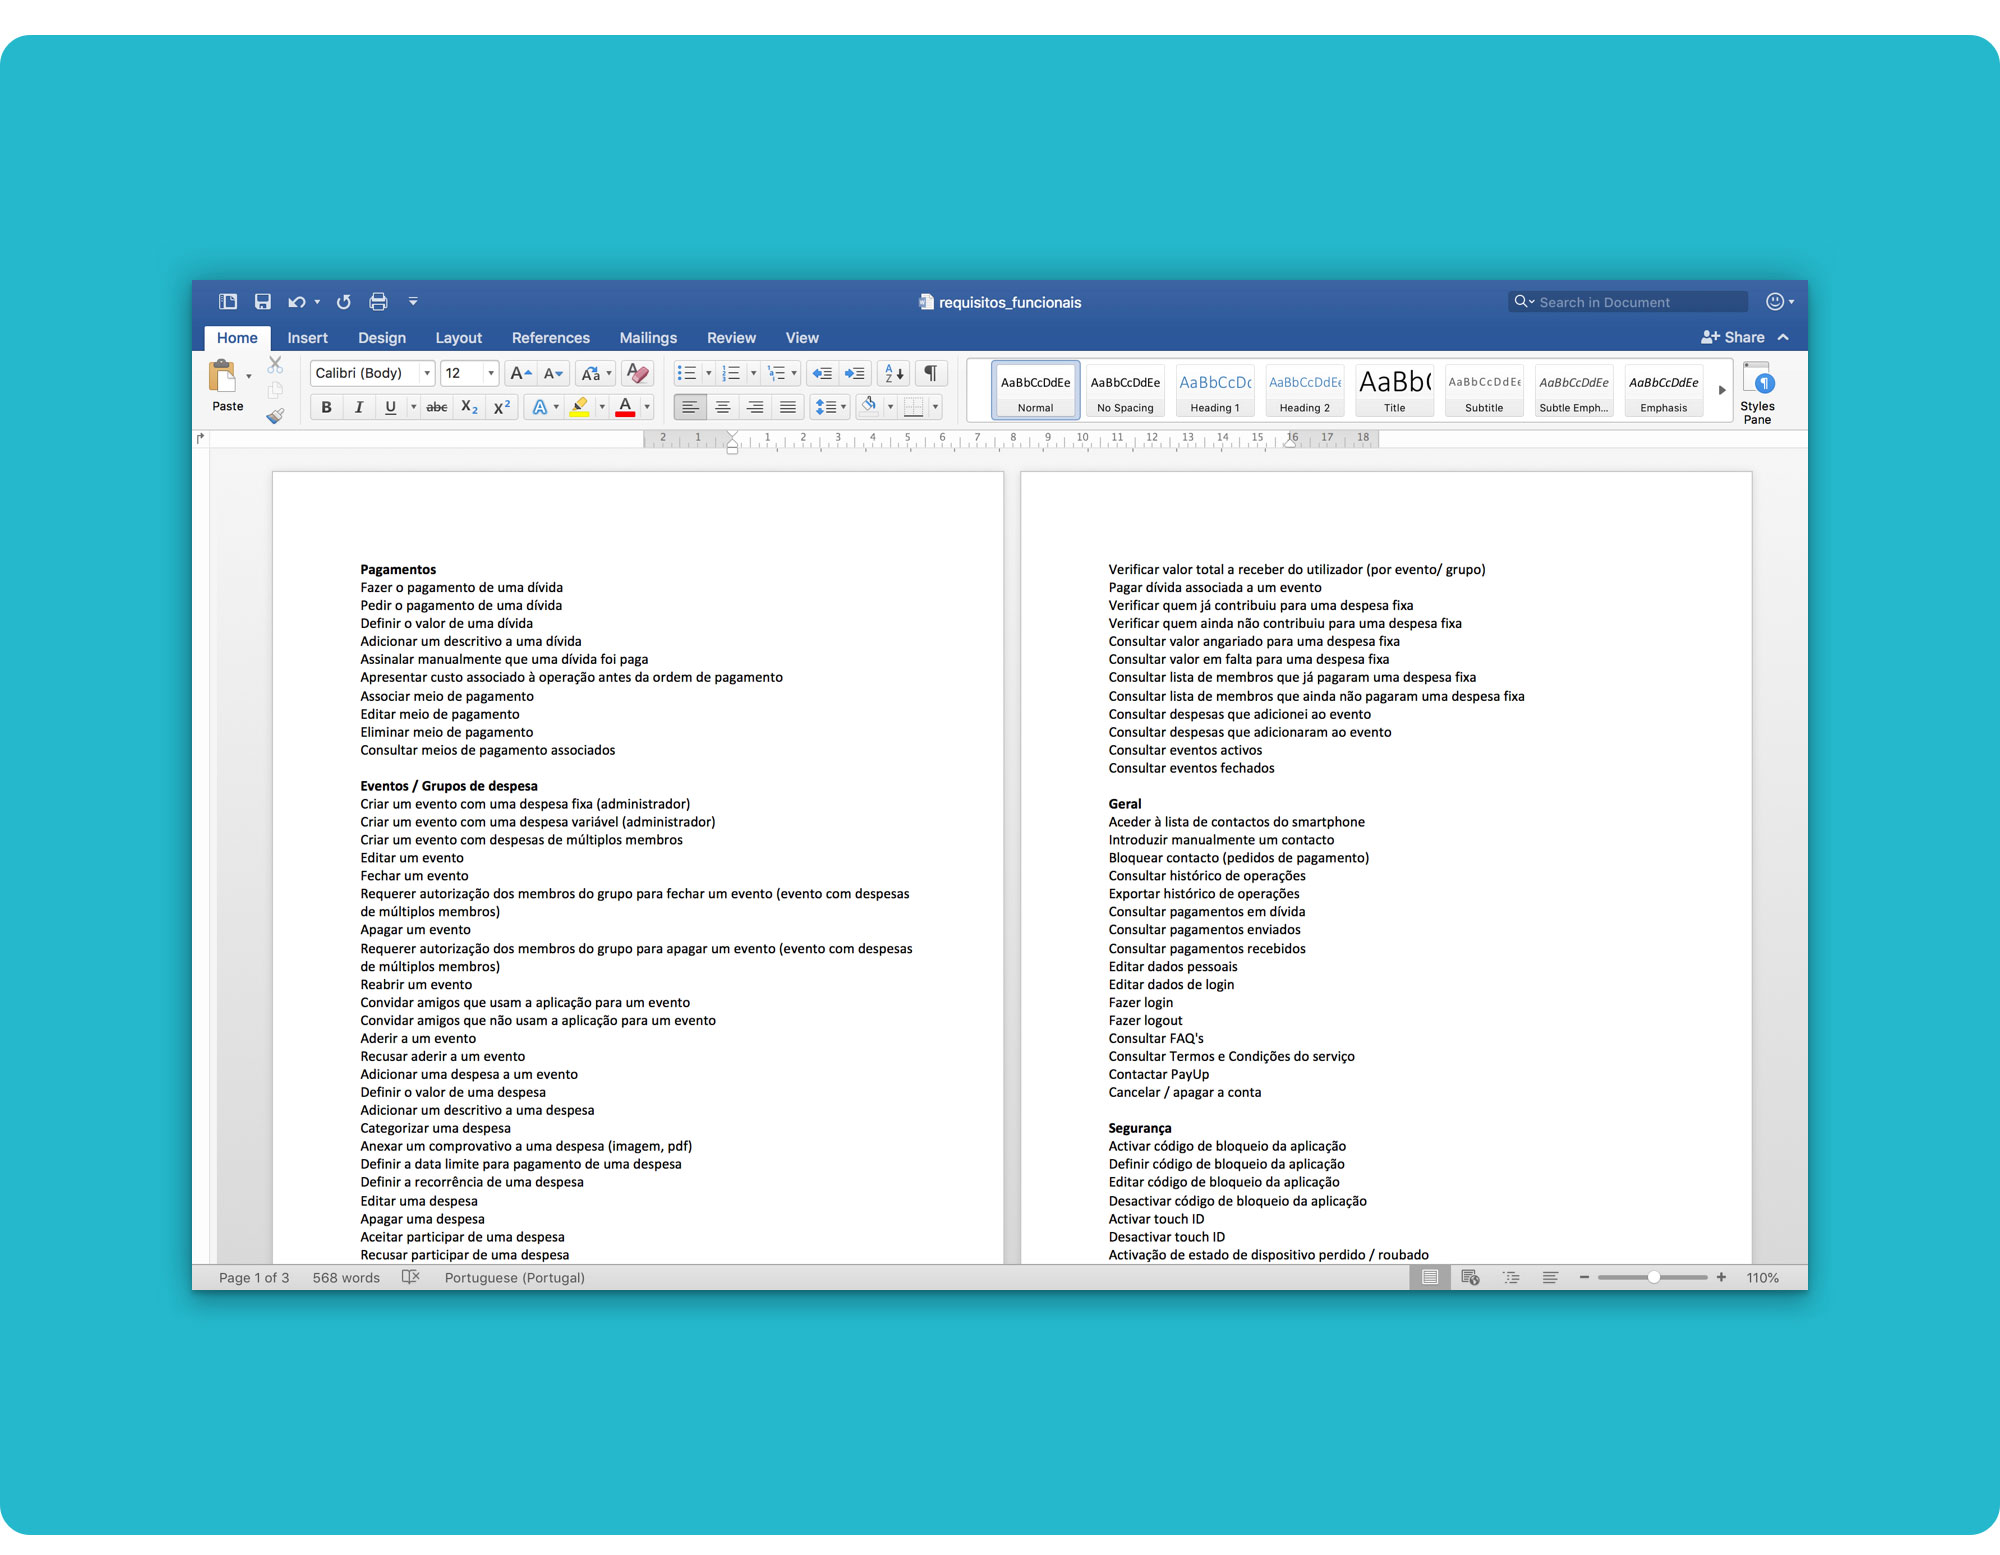 requisitos_funcionais
Search in Document
Home Insert Design Layout References Mailings Review View
Share
Paste
Calibri (Body) 12
AaBbCcDdEe AaBbCcDdEe AaBbCcDc AaBbCcDdEe AaBb( AaBbCcDdEe AaBbCcDdEe AaBbCcDdEe
Normal No Spacing Heading 1 Heading 2 Title Subtitle Subtle Emph... Emphasis
Styles
Pane
2 1 1 2 3 4 5 6 7 8 9 10 11 12 13 14 15 16 17 18
Pagamentos
Fazer o pagamento de uma dívida
Pedir o pagamento de uma dívida
Definir o valor de uma dívida
Adicionar um descritivo a uma dívida
Assinalar manualmente que uma dívida foi paga
Apresentar custo associado à operação antes da ordem de pagamento
Associar meio de pagamento
Editar meio de pagamento
Eliminar meio de pagamento
Consultar meios de pagamento associados
Eventos / Grupos de despesa
Criar um evento com uma despesa fixa (administrador)
Criar um evento com uma despesa variável (administrador)
Criar um evento com despesas de múltiplos membros
Editar um evento
Fechar um evento
Requerer autorização dos membros do grupo para fechar um evento (evento com despesas
de múltiplos membros)
Apagar um evento
Requerer autorização dos membros do grupo para apagar um evento (evento com despesas
de múltiplos membros)
Reabrir um evento
Convidar amigos que usam a aplicação para um evento
Convidar amigos que não usam a aplicação para um evento
Aderir a um evento
Recusar aderir a um evento
Adicionar uma despesa a um evento
Definir o valor de uma despesa
Adicionar um descritivo a uma despesa
Categorizar uma despesa
Anexar um comprovativo a uma despesa (imagem, pdf)
Definir a data limite para pagamento de uma despesa
Definir a recorrência de uma despesa
Editar uma despesa
Apagar uma despesa
Aceitar participar de uma despesa
Recusar participar de uma despesa
Verificar valor total a receber do utilizador (por evento/ grupo)
Pagar dívida associada a um evento
Verificar quem já contribuiu para uma despesa fixa
Verificar quem ainda não contribuiu para uma despesa fixa
Consultar valor angariado para uma despesa fixa
Consultar valor em falta para uma despesa fixa
Consultar lista de membros que já pagaram uma despesa fixa
Consultar lista de membros que ainda não pagaram uma despesa fixa
Consultar despesas que adicionei ao evento
Consultar despesas que adicionaram ao evento
Consultar eventos activos
Consultar eventos fechados
Geral
Aceder à lista de contactos do smartphone
Introduzir manualmente um contacto
Bloquear contacto (pedidos de pagamento)
Consultar histórico de operações
Exportar histórico de operações
Consultar pagamentos em dívida
Consultar pagamentos enviados
Consultar pagamentos recebidos
Editar dados pessoais
Editar dados de login
Fazer login
Fazer logout
Consultar FAQ's
Consultar Termos e Condições do serviço
Contactar PayUp
Cancelar / apagar a conta
Segurança
Activar código de bloqueio da aplicação
Definir código de bloqueio da aplicação
Editar código de bloqueio da aplicação
Desactivar código de bloqueio da aplicação
Activar touch ID
Desactivar touch ID
Activação de estado de dispositivo perdido / roubado
Page 1 of 3 568 words Portuguese (Portugal) 110%